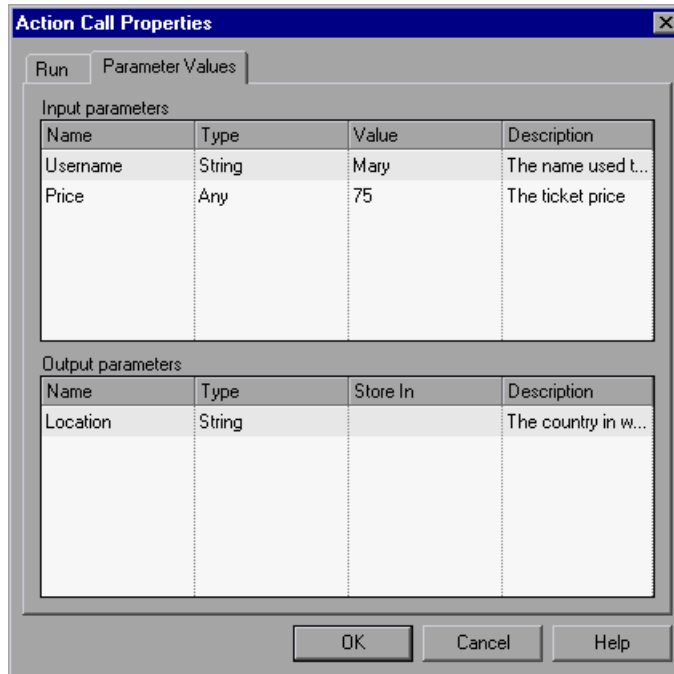 Action Call Properties
Run Parameter Values
Input parameters
Name Type Value Description
Username String Mary The name used t...
Price Any 75 The ticket price
Output parameters
Name Type Store In Description
Location String The country in w...
OK Cancel Help